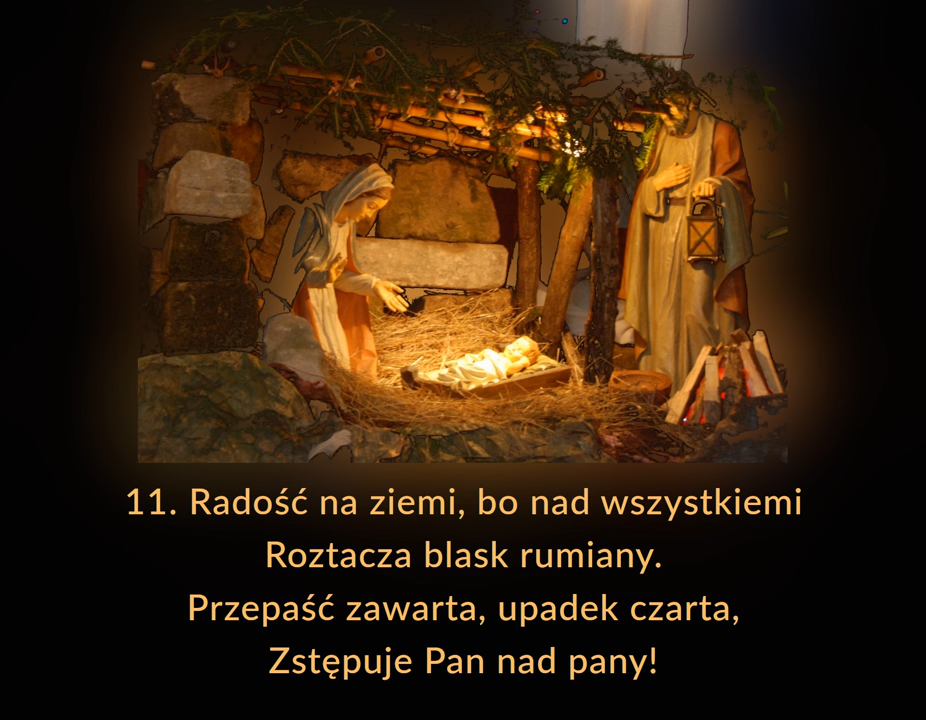 11. Radość na ziemi, bo nad wszystkiemi
Roztacza blask rumiany.
Przepaść zawarta, upadek czarta,
Zstępuje Pan nad pany!